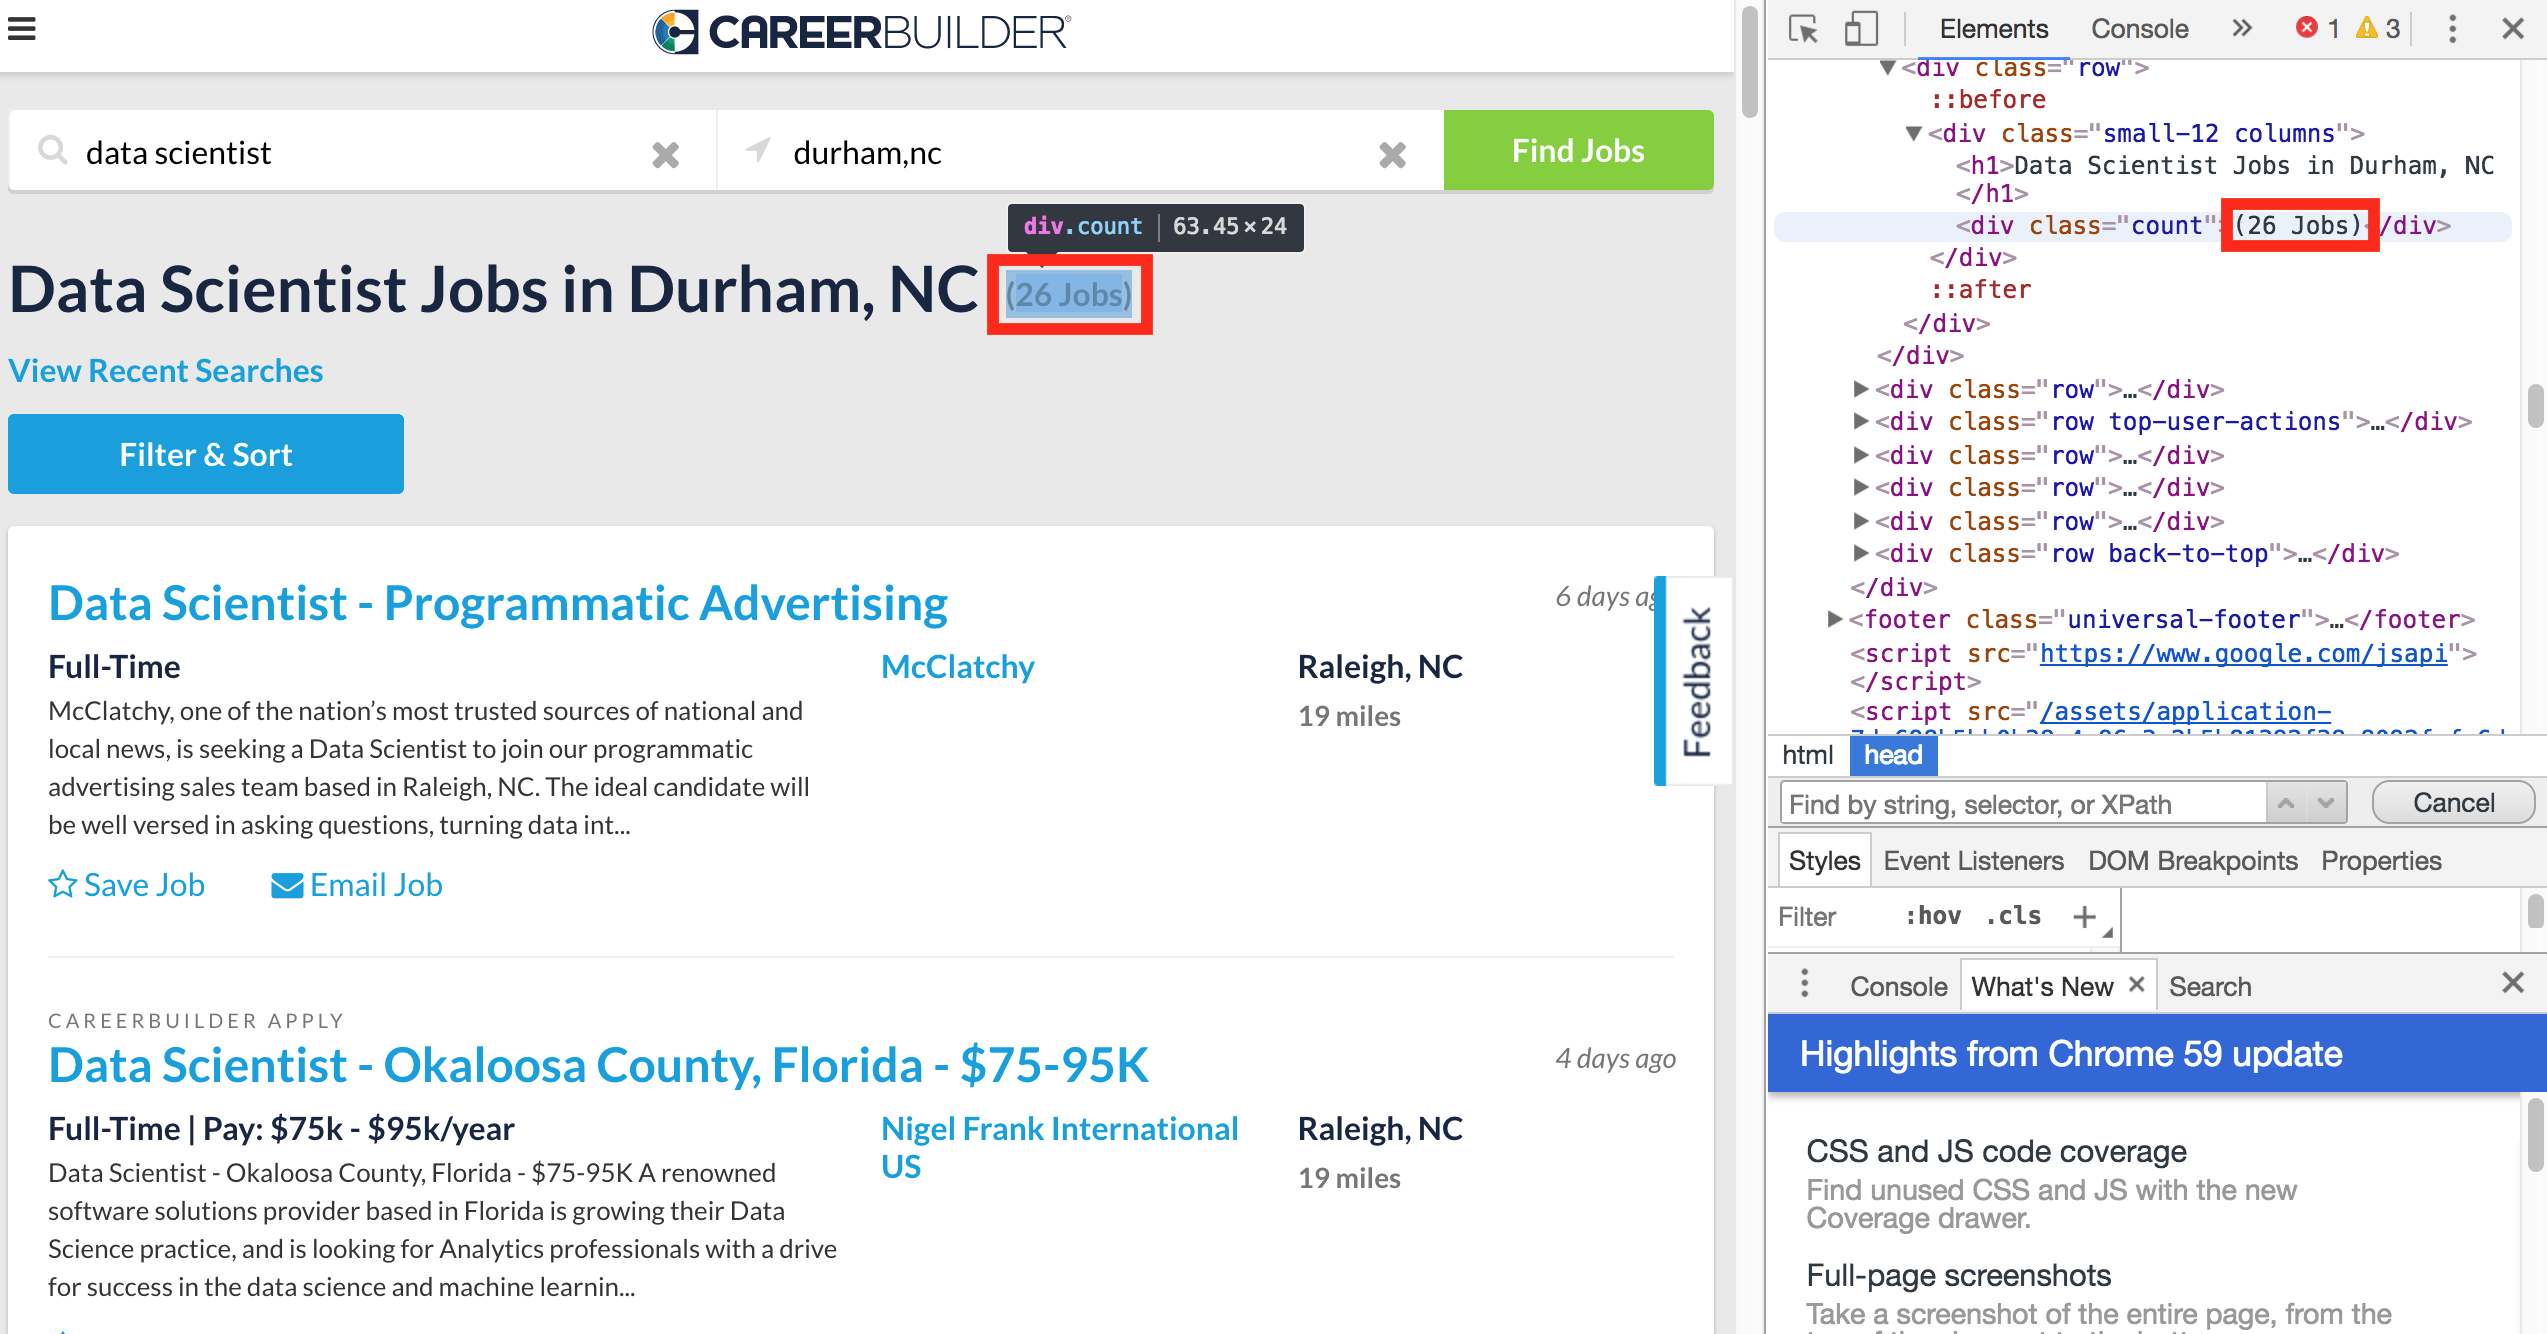 CAREERBUILDER®
data scientist
durham,nc
Find Jobs
div.count | 63.45×24
Data Scientist Jobs in Durham, NC (26 Jobs)
View Recent Searches
Filter & Sort
Data Scientist - Programmatic Advertising
6 days ag
Full-Time
McClatchy
Raleigh, NC
19 miles
McClatchy, one of the nation’s most trusted sources of national and
local news, is seeking a Data Scientist to join our programmatic
advertising sales team based in Raleigh, NC. The ideal candidate will
be well versed in asking questions, turning data int...
Save Job
Email Job
Feedback
CAREERBUILDER APPLY
Data Scientist - Okaloosa County, Florida - $75-95K
4 days ago
Full-Time | Pay: $75k - $95k/year
Nigel Frank International
US
Raleigh, NC
19 miles
Data Scientist - Okaloosa County, Florida - $75-95K A renowned
software solutions provider based in Florida is growing their Data
Science practice, and is looking for Analytics professionals with a drive
for success in the data science and machine learnin...
Elements
Console
»
1
3
<div class="row">
::before
<div class="small-12 columns">
<h1>Data Scientist Jobs in Durham, NC
</h1>
<div class="count" (26 Jobs) /div>
</div>
::after
</div>
</div>
<div class="row">…</div>
<div class="row top-user-actions">…</div>
<div class="row">…</div>
<div class="row">…</div>
<div class="row">…</div>
<div class="row back-to-top">…</div>
</div>
<footer class="universal-footer">…</footer>
<script src="https://www.google.com/jsapi">
</script>
<script src="/assets/application-
html
head
Find by string, selector, or XPath
Cancel
Styles
Event Listeners
DOM Breakpoints
Properties
Filter
:hov
.cls
+
Console
What's New
Search
Highlights from Chrome 59 update
CSS and JS code coverage
Find unused CSS and JS with the new
Coverage drawer.
Full-page screenshots
Take a screenshot of the entire page, from the